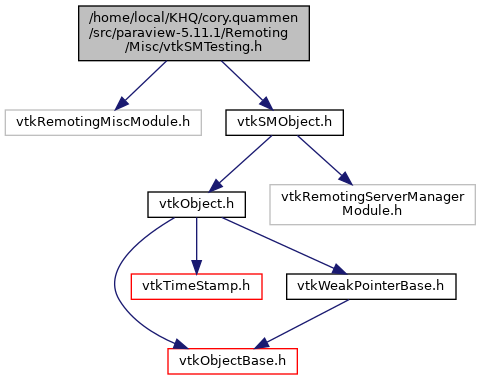 /home/local/KHQ/cory.quammen
/src/paraview-5.11.1/Remoting
/Misc/vtkSMTesting.h
vtkRemotingMiscModule.h
vtkSMObject.h
vtkObject.h
vtkRemotingServerManager
Module.h
vtkTimeStamp.h
vtkWeakPointerBase.h
vtkObjectBase.h